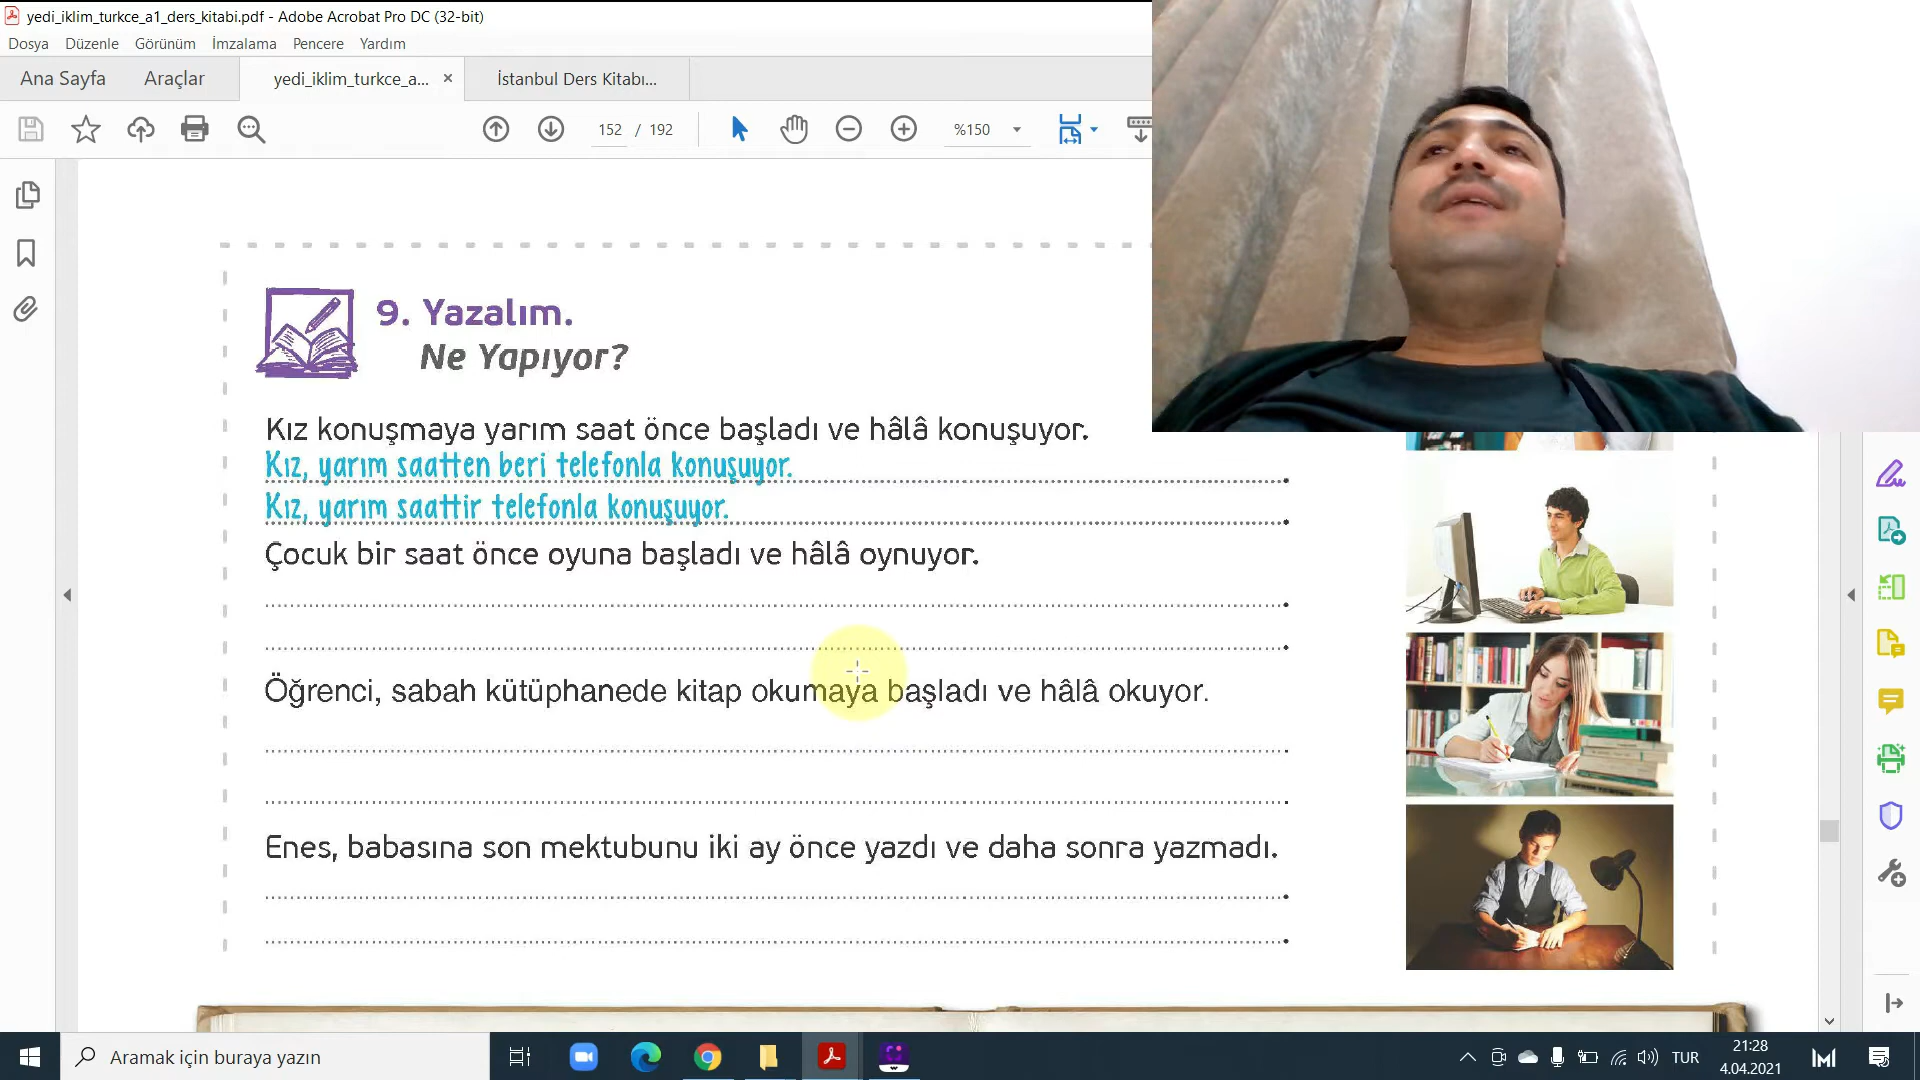 yedi_iklim_turkce_a1_ders_kitabi.pdf - Adobe Acrobat Pro DC (32-bit)
Dosya Düzenle Görünüm İmzalama Pencere Yardım
Ana Sayfa Araçlar yedi_iklim_turkce_a... × İstanbul Ders Kitabı...
152 / 192 %150
9. Yazalım.
Ne Yapıyor?
Kız konuşmaya yarım saat önce başladı ve hâlâ konuşuyor.
Kız, yarım saatten beri telefonla konuşuyor.
Kız, yarım saattir telefonla konuşuyor.
Çocuk bir saat önce oyuna başladı ve hâlâ oynuyor.
Öğrenci, sabah kütüphanede kitap okumaya başladı ve hâlâ okuyor.
Enes, babasına son mektubunu iki ay önce yazdı ve daha sonra yazmadı.
Aramak için buraya yazın
TUR
21:28
4.04.2021